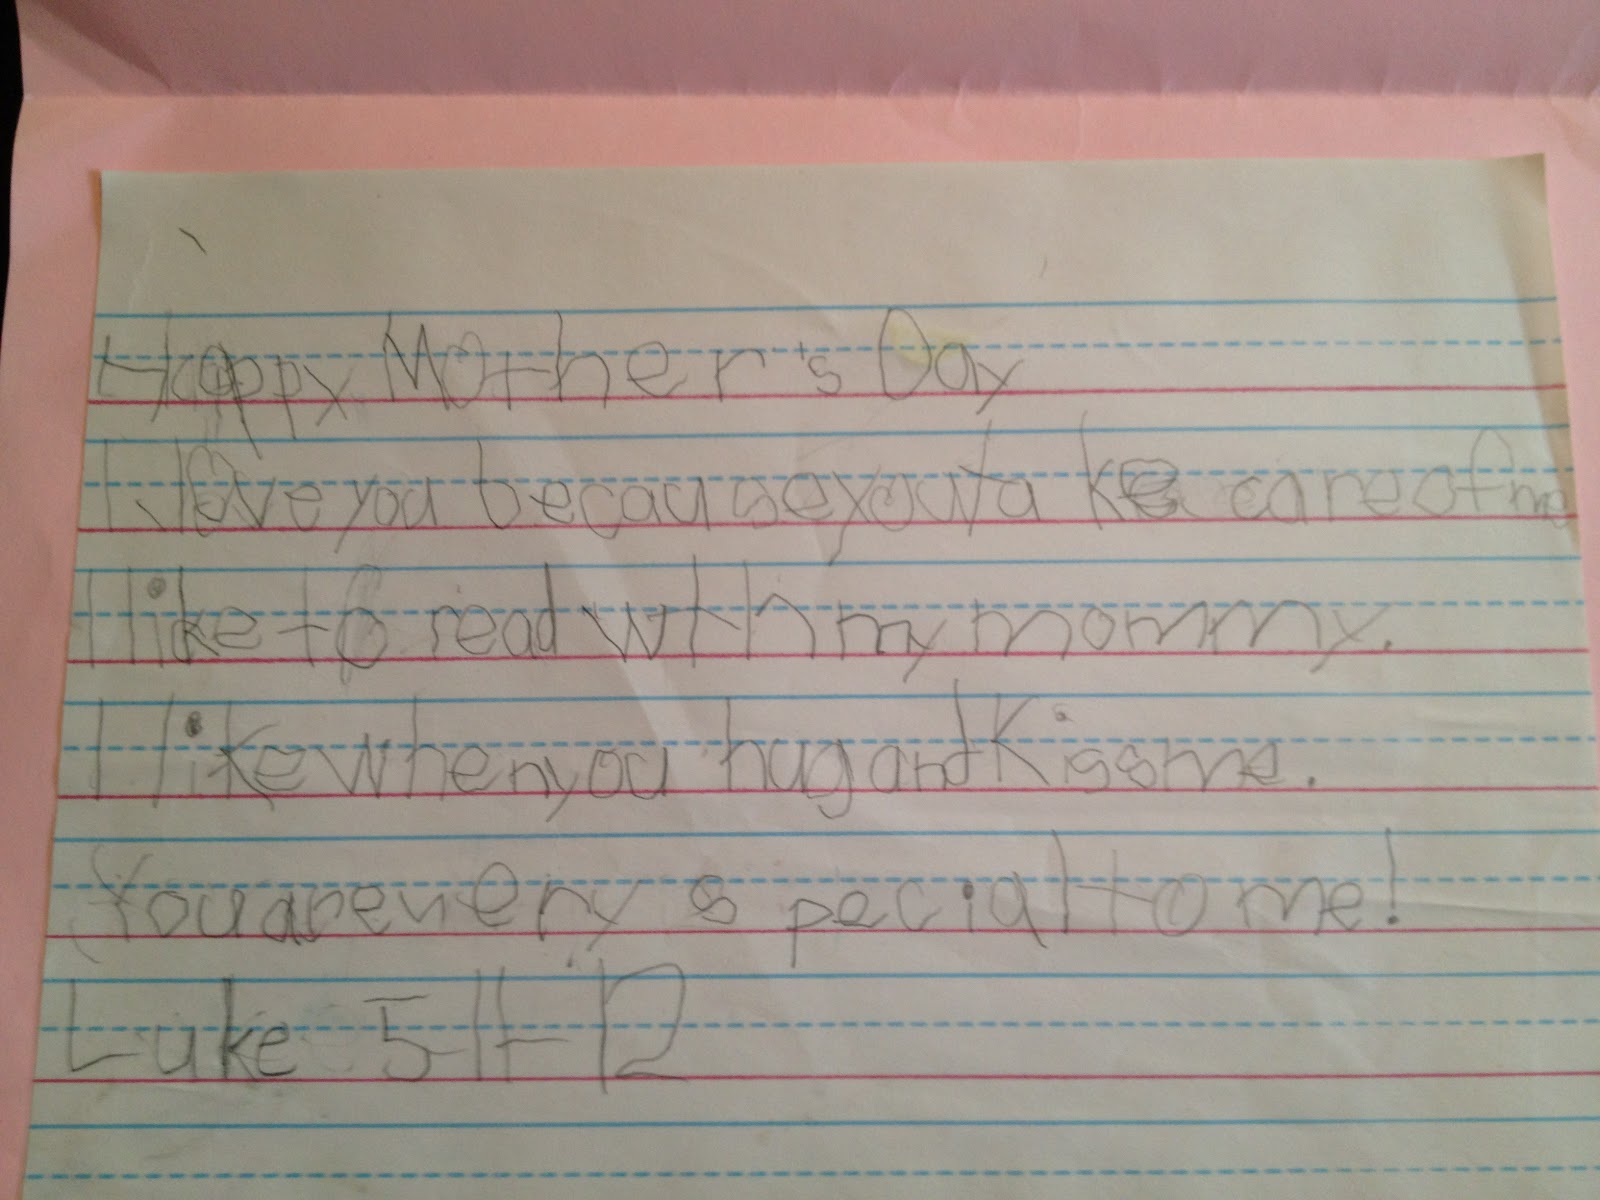 Happy Mother's Day
I love you because you take care of me
I like to read wth my mommy.
I like when you hug and Kiss me.
You are very special to me!
Luke 5-11-12